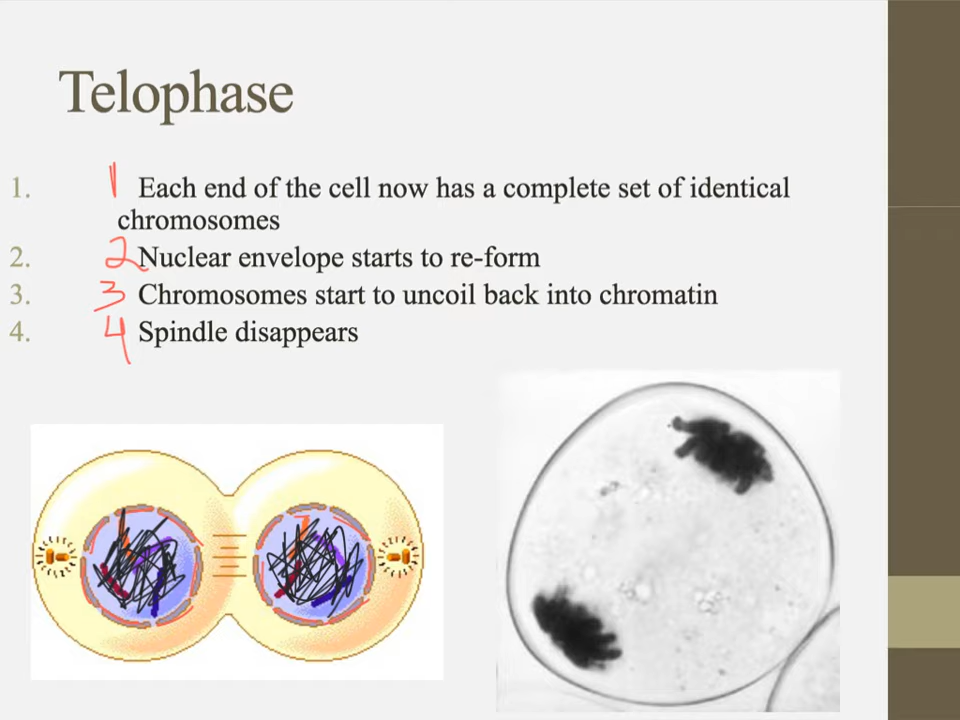 Telophase
1. 1 Each end of the cell now has a complete set of identical
chromosomes
2. 2 Nuclear envelope starts to re-form
3. 3 Chromosomes start to uncoil back into chromatin
4. 4 Spindle disappears